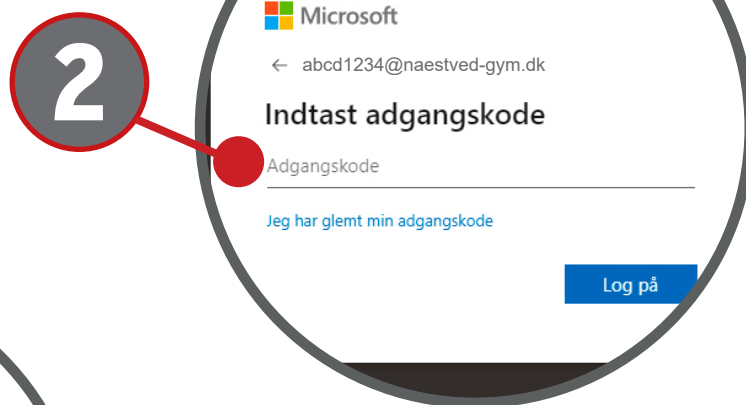 2
Microsoft
← abcd1234@naestved-gym.dk
Indtast adgangskode
Adgangskode
Jeg har glemt min adgangskode
Log på